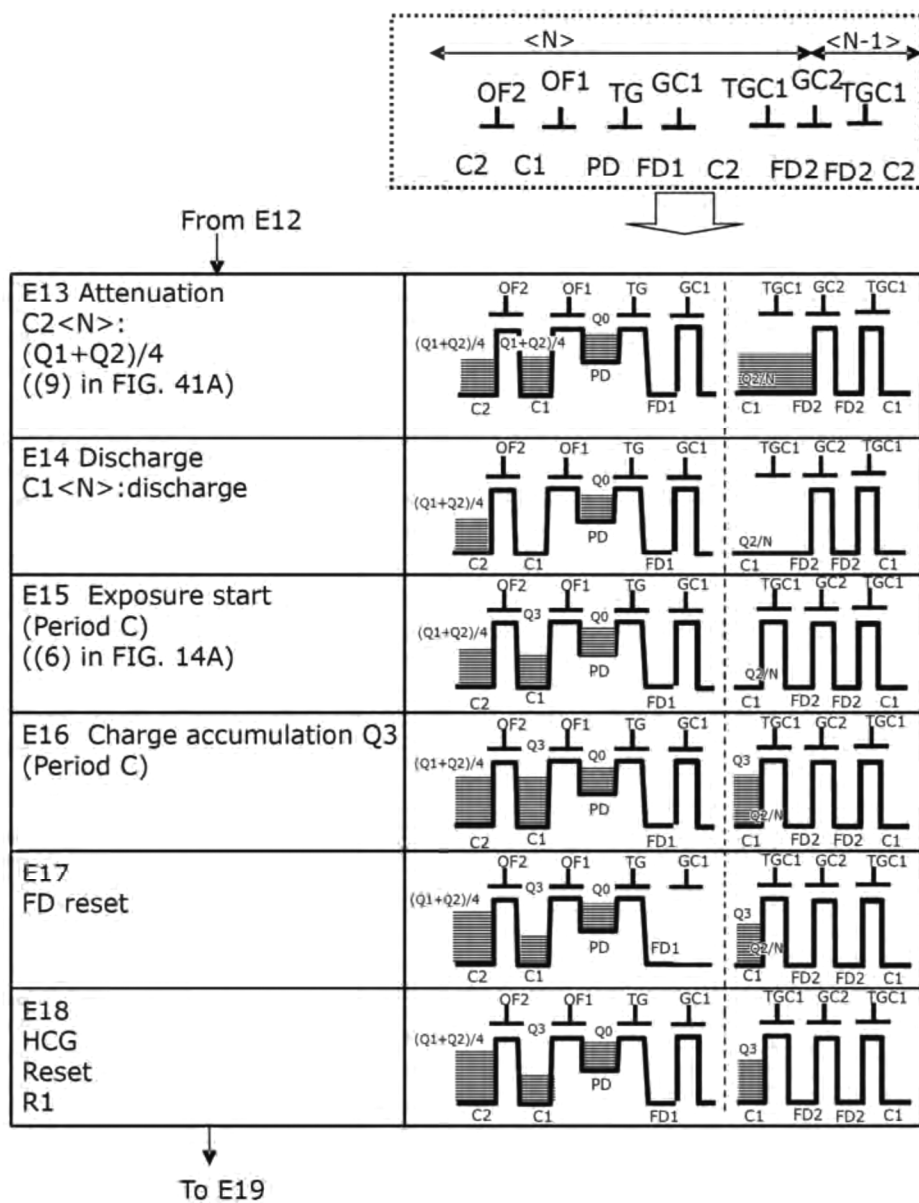 <N> <N-1>
OF2 OF1 TG GC1 TGC1 GC2 TGC1
C2 C1 PD FD1 C2 FD2 FD2 C2
From E12
E13 Attenuation
C2<N>:
(Q1+Q2)/4
((9) in FIG. 41A)
OF2 OF1 TG GC1 TGC1 GC2 TGC1
Q0
(Q1+Q2)/4 Q1+Q2)/4
PD
Q2/N
C2 C1 FD1 C1 FD2 FD2 C1
E14 Discharge
C1<N>:discharge
OF2 OF1 TG GC1 TGC1 GC2 TGC1
Q0
(Q1+Q2)/4
PD
Q2/N
C2 C1 FD1 C1 FD2 FD2 C1
E15 Exposure start
(Period C)
((6) in FIG. 14A)
OF2 OF1 TG GC1 TGC1 GC2 TGC1
Q3 Q0
(Q1+Q2)/4
PD
Q2/N
C2 C1 FD1 C1 FD2 FD2 C1
E16 Charge accumulation Q3
(Period C)
OF2 OF1 TG GC1 TGC1 GC2 TGC1
Q3 Q0 Q3
(Q1+Q2)/4
PD
Q2/N
C2 C1 FD1 C1 FD2 FD2 C1
E17
FD reset
OF2 OF1 TG GC1 TGC1 GC2 TGC1
Q3 Q0
(Q1+Q2)/4 Q3
PD FD1 Q2/N
C2 C1 C1 FD2 FD2 C1
E18
HCG
Reset
R1
OF2 OF1 TG GC1 TGC1 GC2 TGC1
Q3 Q0
(Q1+Q2)/4 Q3
PD
C2 C1 FD1 C1 FD2 FD2 C1
To E19